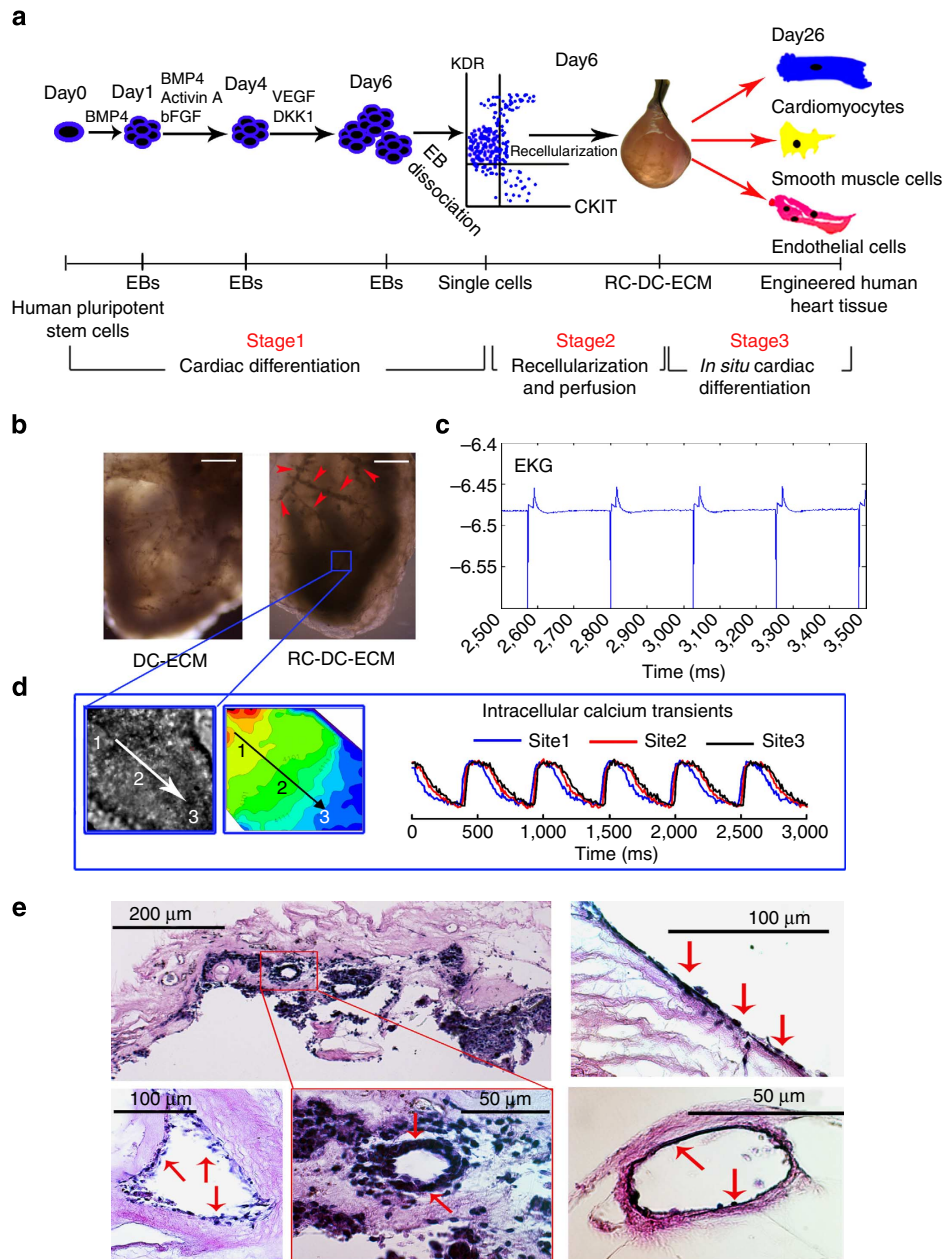 a
Day0
BMP4
Day1
BMP4
Activin A
bFGF
Day4
VEGF
DKK1
Day6
EB
dissociation
KDR
CKIT
Day6
Recellularization
Day26
Cardiomyocytes
Smooth muscle cells
Endothelial cells
Human pluripotent
stem cells
EBs
EBs
EBs
Single cells
RC-DC-ECM
Engineered human
heart tissue
Stage1
Cardiac differentiation
Stage2
Recellularization
and perfusion
Stage3
In situ cardiac
differentiation
b
DC-ECM
RC-DC-ECM
c
EKG
–6.4
–6.45
–6.5
–6.55
2,500
2,600
2,700
2,800
2,900
3,000
3,100
3,200
3,300
3,400
3,500
Time (ms)
d
1
2
3
1
2
3
Intracellular calcium transients
Site1 Site2 Site3
0 500 1,000 1,500 2,000 2,500 3,000
Time (ms)
e
200 μm
100 μm
100 μm
50 μm
50 μm